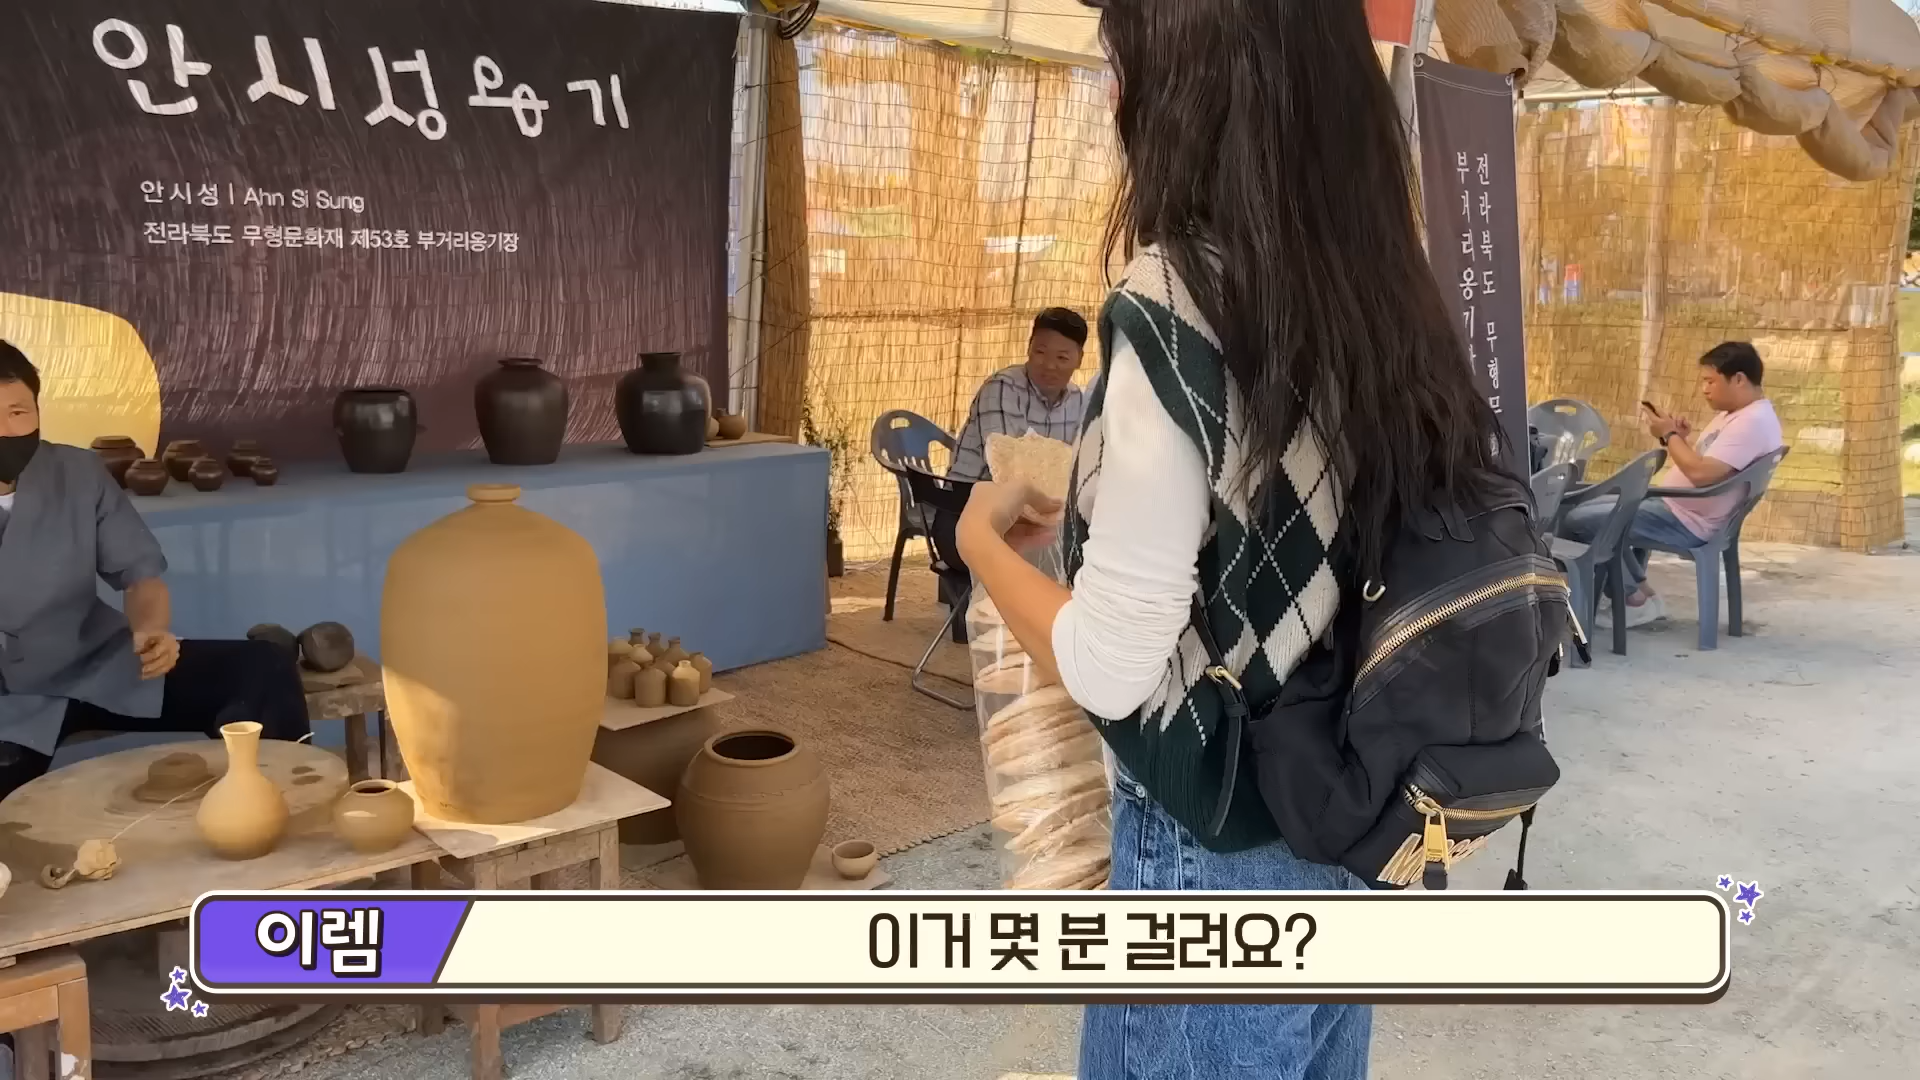 안시성옹기
안시성 | Ahn Si Sung
전라북도 무형문화재 제53호 부거리옹기장
전라북도 무형문
부거리옹기장
이렘
이거 몇 분 걸려요?